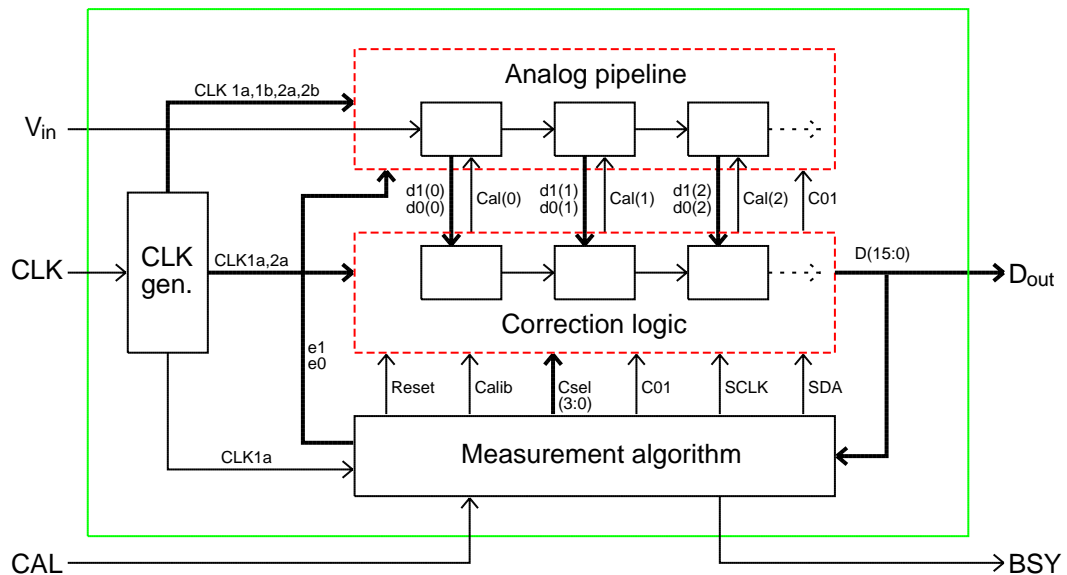 Analog pipeline
CLK 1a,1b,2a,2b
Vin
d1(0)
d0(0)
Cal(0)
d1(1)
d0(1)
Cal(1)
d1(2)
d0(2)
Cal(2)
C01
CLK
CLK
gen.
CLK1a,2a
D(15:0)
Dout
Correction logic
e1
e0
Reset
Calib
Csel
(3:0)
C01
SCLK
SDA
Measurement algorithm
CLK1a
CAL
BSY